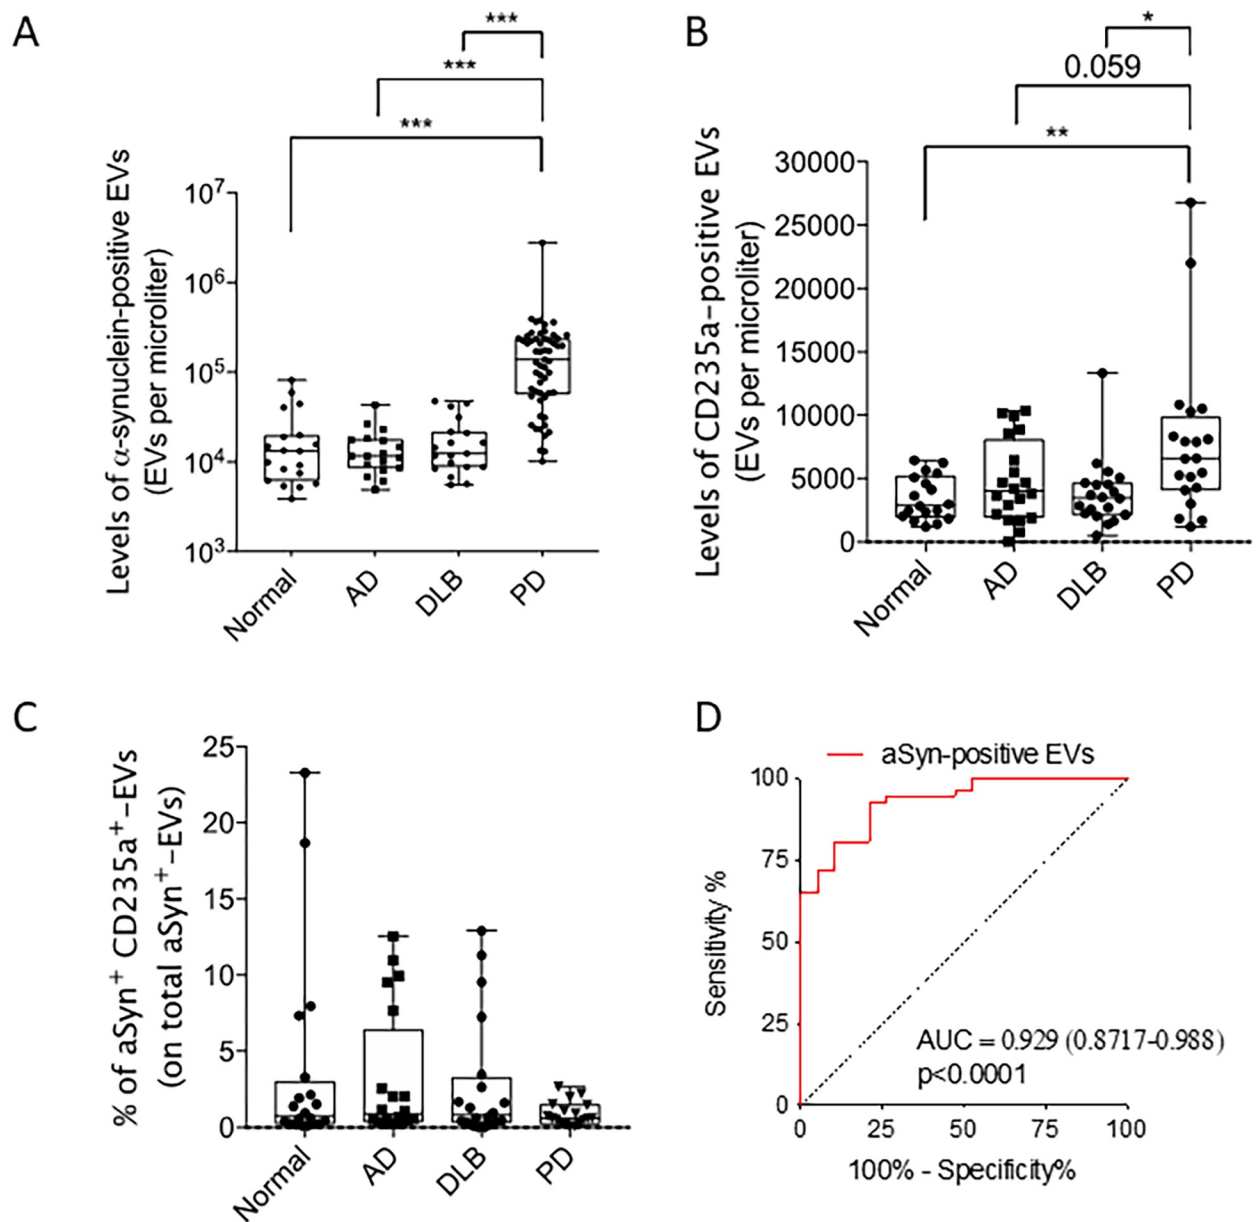 A
***
***
***
Levels of α-synuclein-positive EVs
(EVs per microliter)
10⁷
10⁶
10⁵
10⁴
10³
Normal
AD
DLB
PD
B
*
0.059
**
Levels of CD235a-positive EVs
(EVs per microliter)
30000
25000
20000
15000
10000
5000
0
Normal
AD
DLB
PD
C
% of aSyn⁺ CD235a⁺-EVs
(on total aSyn⁺-EVs)
25
20
15
10
5
0
Normal
AD
DLB
PD
D
aSyn-positive EVs
Sensitivity %
100
75
50
25
0
AUC = 0.929 (0.8717-0.988)
p<0.0001
0 25 50 75 100
100% - Specificity%